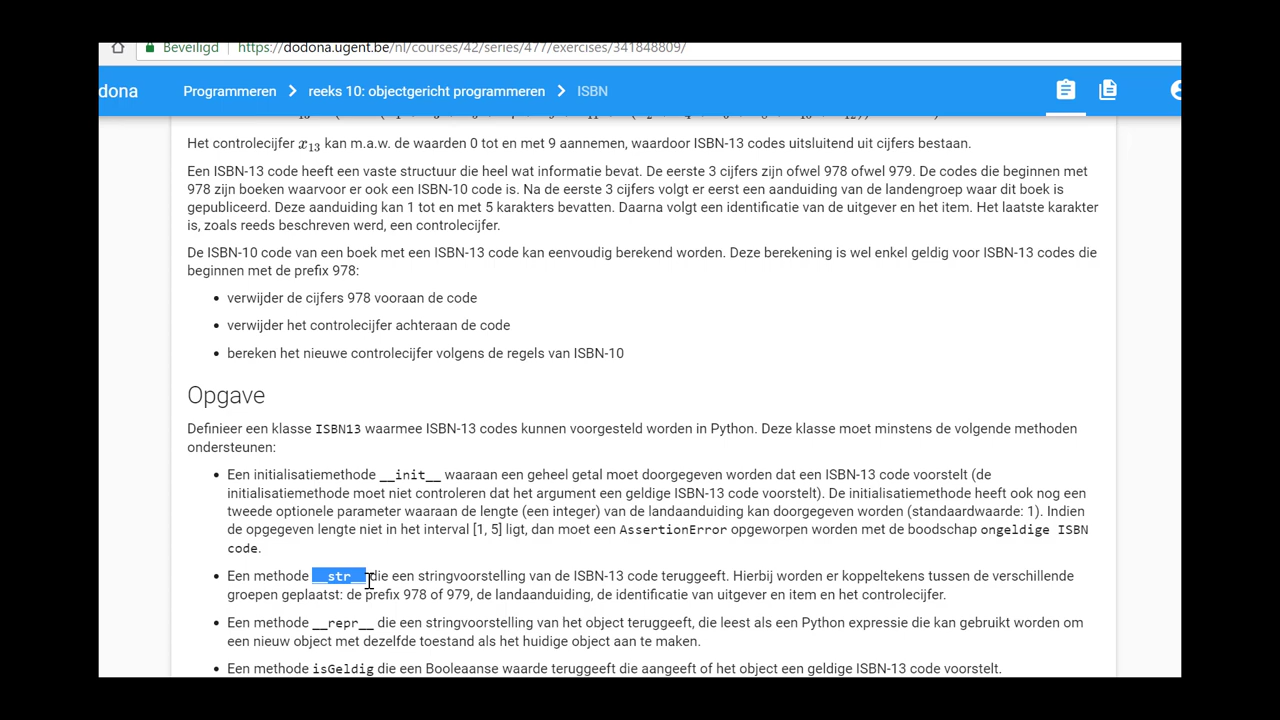 Beveiligd https://dodona.ugent.be/nl/courses/42/series/477/exercises/341848809/
dona Programmeren reeks 10: objectgericht programmeren ISBN
Het controlecijfer x13 kan m.a.w. de waarden 0 tot en met 9 aannemen, waardoor ISBN-13 codes uitsluitend uit cijfers bestaan.
Een ISBN-13 code heeft een vaste structuur die heel wat informatie bevat. De eerste 3 cijfers zijn ofwel 978 ofwel 979. De codes die beginnen met
978 zijn boeken waarvoor er ook een ISBN-10 code is. Na de eerste 3 cijfers volgt er eerst een aanduiding van de landengroep waar dit boek is
gepubliceerd. Deze aanduiding kan 1 tot en met 5 karakters bevatten. Daarna volgt een identificatie van de uitgever en het item. Het laatste karakter
is, zoals reeds beschreven werd, een controlecijfer.
De ISBN-10 code van een boek met een ISBN-13 code kan eenvoudig berekend worden. Deze berekening is wel enkel geldig voor ISBN-13 codes die
beginnen met de prefix 978:
• verwijder de cijfers 978 vooraan de code
• verwijder het controlecijfer achteraan de code
• bereken het nieuwe controlecijfer volgens de regels van ISBN-10
Opgave
Definieer een klasse ISBN13 waarmee ISBN-13 codes kunnen voorgesteld worden in Python. Deze klasse moet minstens de volgende methoden
ondersteunen:
• Een initialisatiemethode __init__ waaraan een geheel getal moet doorgegeven worden dat een ISBN-13 code voorstelt (de
initialisatiemethode moet niet controleren dat het argument een geldige ISBN-13 code voorstelt). De initialisatiemethode heeft ook nog een
tweede optionele parameter waaraan de lengte (een integer) van de landaanduiding kan doorgegeven worden (standaardwaarde: 1). Indien
de opgegeven lengte niet in het interval [1, 5] ligt, dan moet een AssertionError opgeworpen worden met de boodschap ongeldige ISBN
code.
• Een methode __str__ die een stringvoorstelling van de ISBN-13 code teruggeeft. Hierbij worden er koppeltekens tussen de verschillende
groepen geplaatst: de prefix 978 of 979, de landaanduiding, de identificatie van uitgever en item en het controlecijfer.
• Een methode __repr__ die een stringvoorstelling van het object teruggeeft, die leest als een Python expressie die kan gebruikt worden om
een nieuw object met dezelfde toestand als het huidige object aan te maken.
• Een methode isGeldig die een Booleaanse waarde teruggeeft die aangeeft of het object een geldige ISBN-13 code voorstelt.